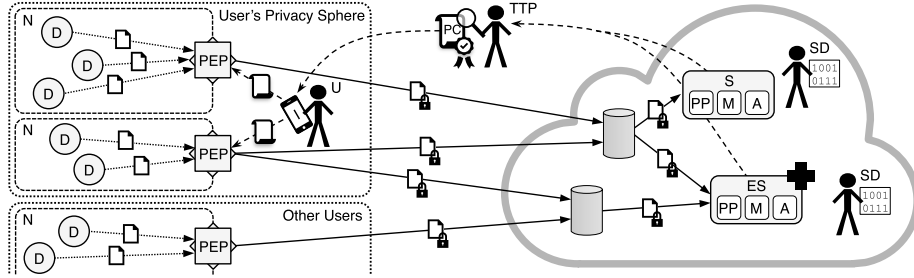 N
User's Privacy Sphere
TTP
D
PC
PEP
D
SD
S
1001
0111
D
U
PP M A
N
D
PEP
D
SD
ES
1001
0111
PP M A
N
Other Users
D
PEP
D